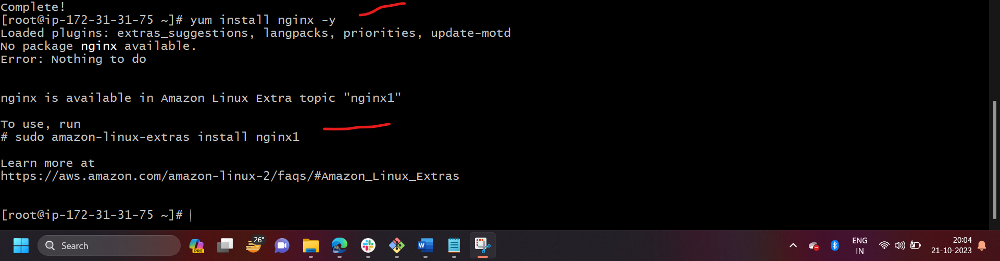 Complete!
[root@ip-172-31-31-75 ~]# yum install nginx -y
Loaded plugins: extras_suggestions, langpacks, priorities, update-motd
No package nginx available.
Error: Nothing to do
nginx is available in Amazon Linux Extra topic "nginx1"
To use, run
# sudo amazon-linux-extras install nginx1
Learn more at
https://aws.amazon.com/amazon-linux-2/faqs/#Amazon_Linux_Extras
[root@ip-172-31-31-75 ~]#
Search
PRE
26°
W
ENG
IN
20:04
21-10-2023